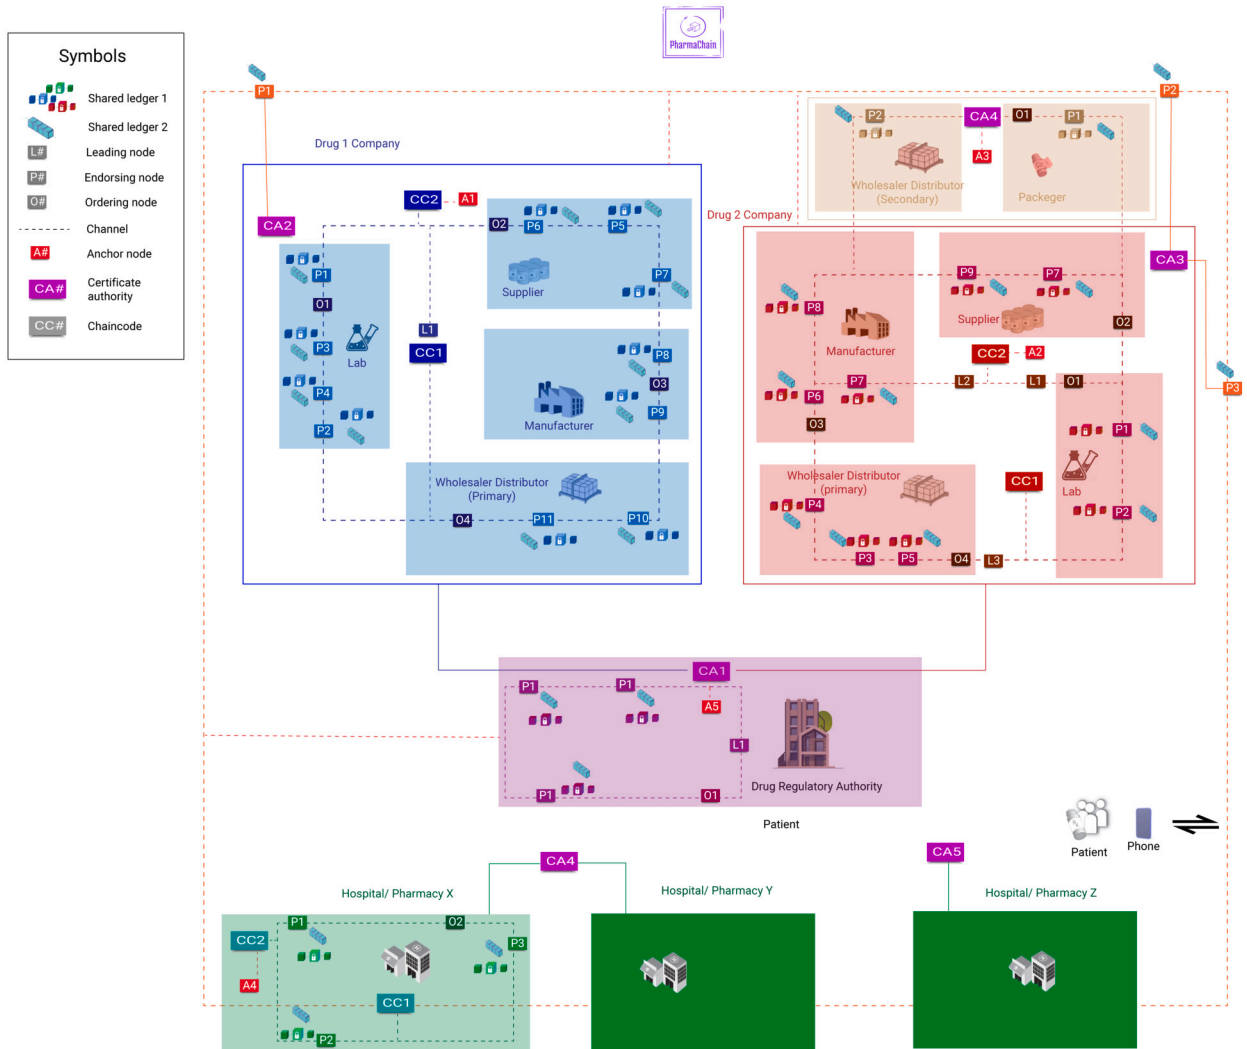 PharmaChain
Symbols
Shared ledger 1
Shared ledger 2
L#
Leading node
P#
Endorsing node
O#
Ordering node
Channel
A#
Anchor node
CA#
Certificate
authority
CC#
Chaincode
P1
P2
P2
CA4
O1
P1
A3
Wholesaler Distributor
(Secondary)
Packeger
Drug 1 Company
Drug 2 Company
CA2
CC2
A1
O2
P6
P5
P7
Supplier
P1
O1
P3
Lab
P4
P2
L1
CC1
P8
O3
P9
Manufacturer
Wholesaler Distributor
(Primary)
O4
P11
P10
CA3
P3
P9
P7
Supplier
O2
P8
Manufacturer
CC2
A2
P7
L2
L1
O1
P6
O3
P1
Lab
P2
Wholesaler Distributor
(primary)
CC1
P4
P3
P5
O4
L3
CA1
P1
P1
A5
L1
P1
O1
Drug Regulatory Authority
Patient
Patient
Phone
CA4
CA5
Hospital/ Pharmacy X
Hospital/ Pharmacy Y
Hospital/ Pharmacy Z
P1
O2
CC2
P3
A4
CC1
P2